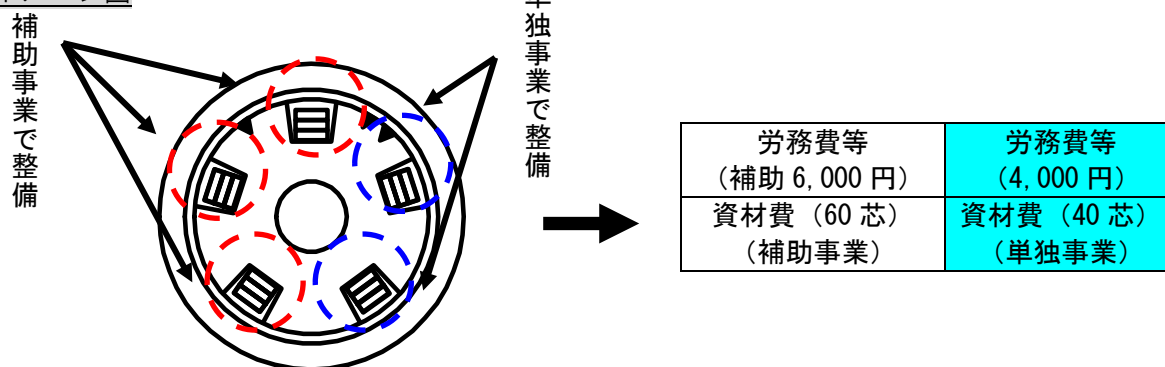 補助事業で整備
独事業で整備
労務費等
(補助 6,000 円)
労務費等
(4,000 円)
資材費（60 芯）
(補助事業)
資材費（40 芯）
(単独事業)